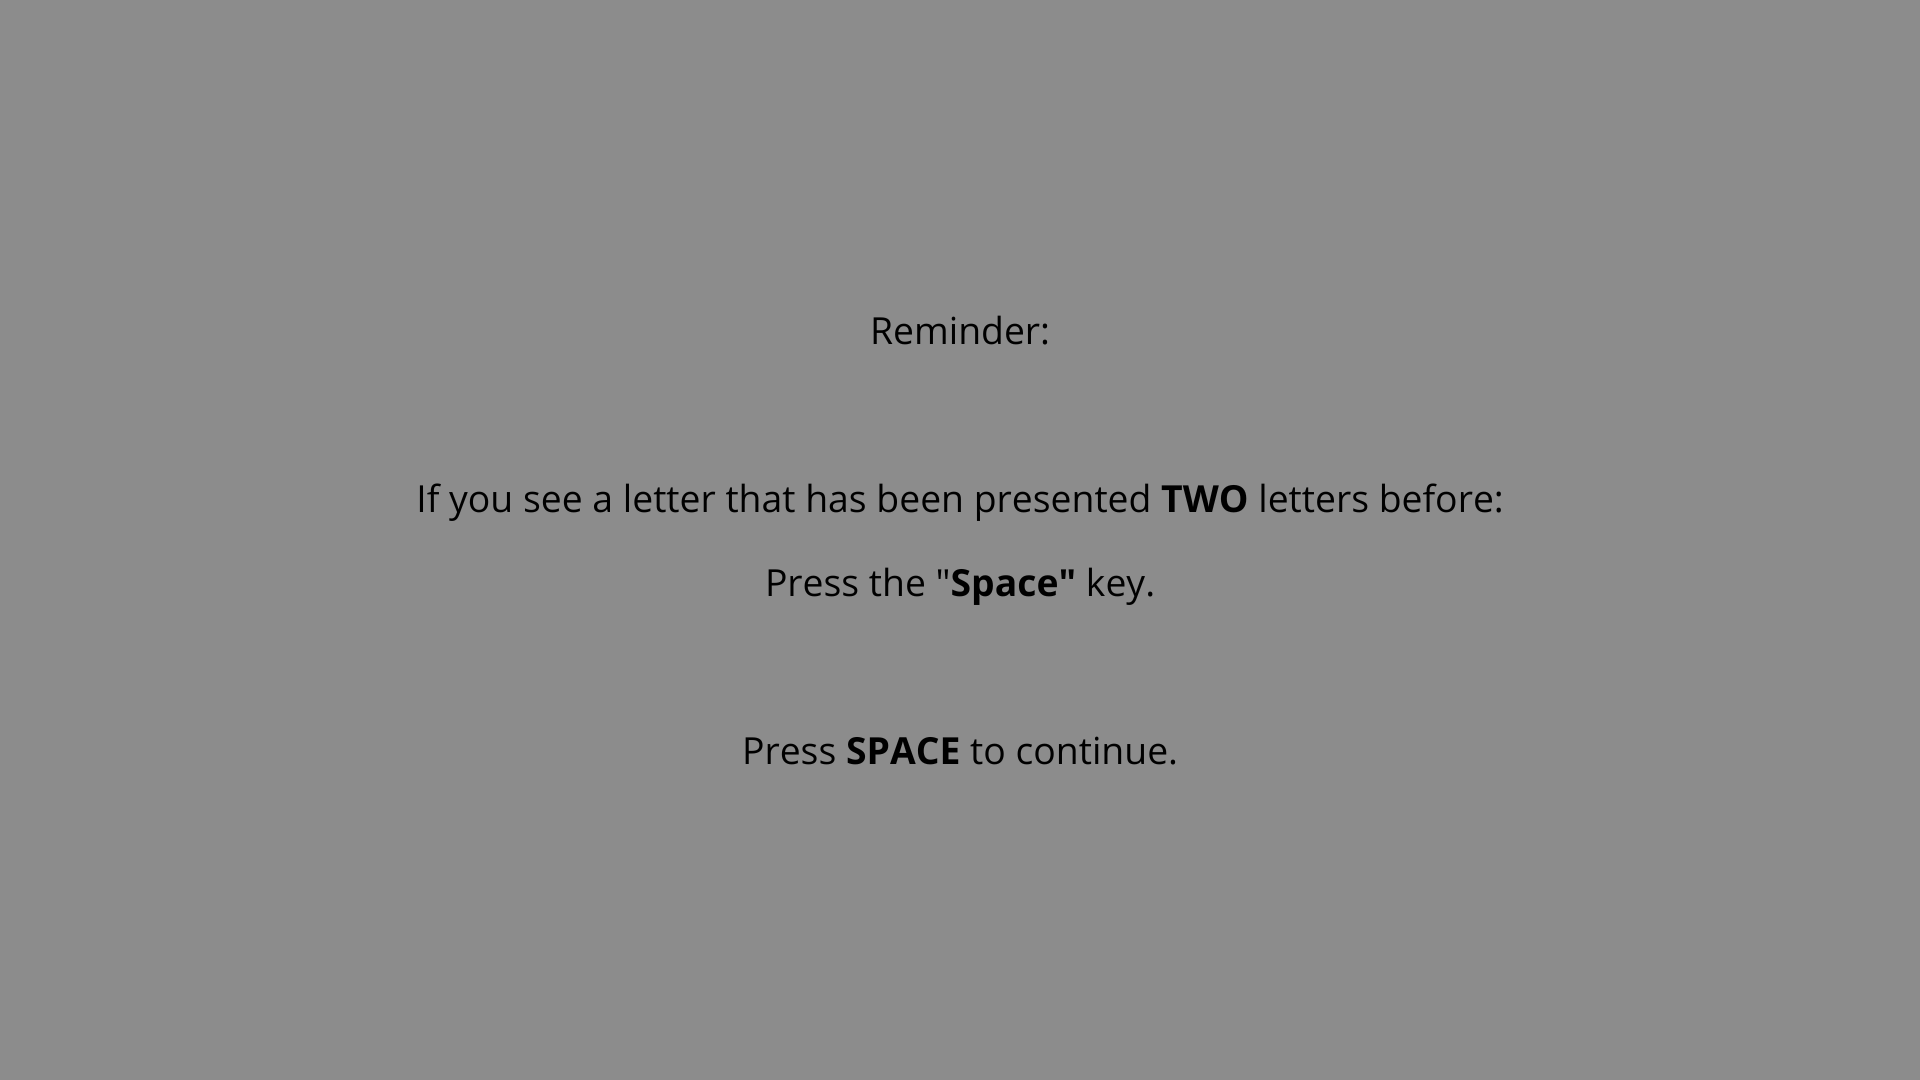 Reminder:
If you see a letter that has been presented TWO letters before:
Press the "Space" key.
Press SPACE to continue.